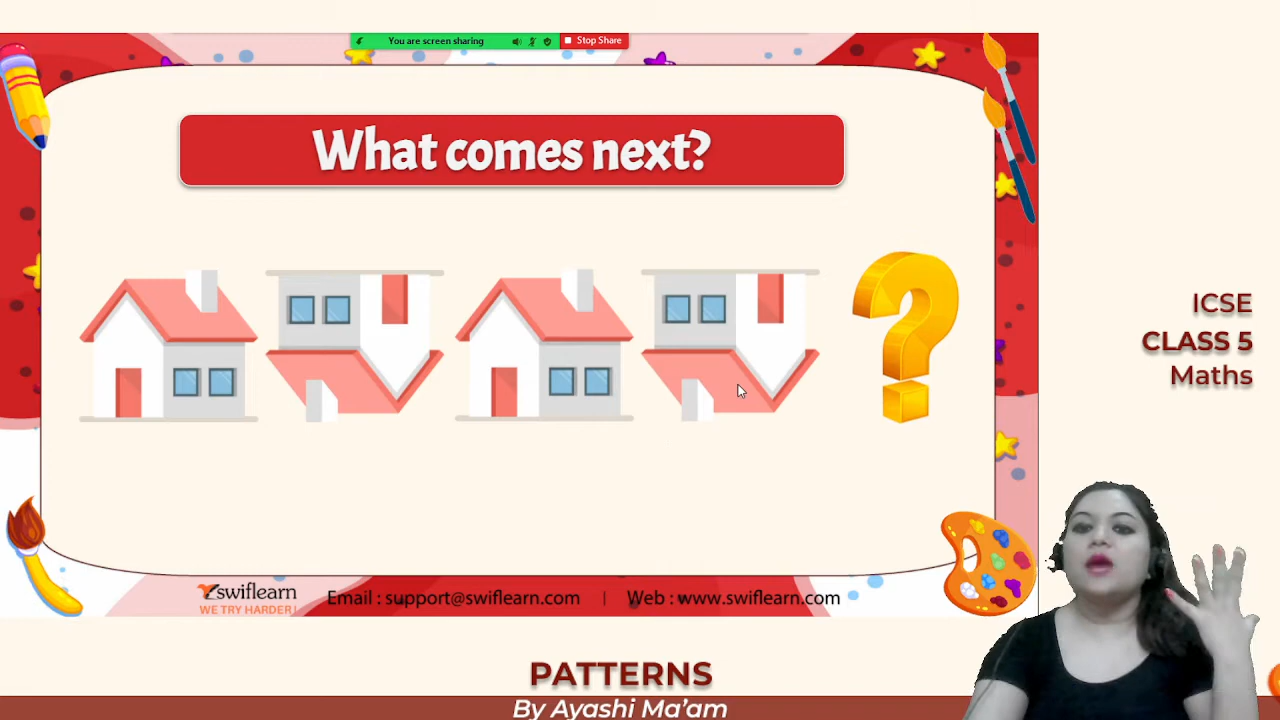 You are screen sharing
Stop Share
What comes next?
ICSE
CLASS 5
Maths
swiflearn
WE TRY HARDER!
Email : support@swiflearn.com | Web : www.swiflearn.com
PATTERNS
By Ayashi Ma'am